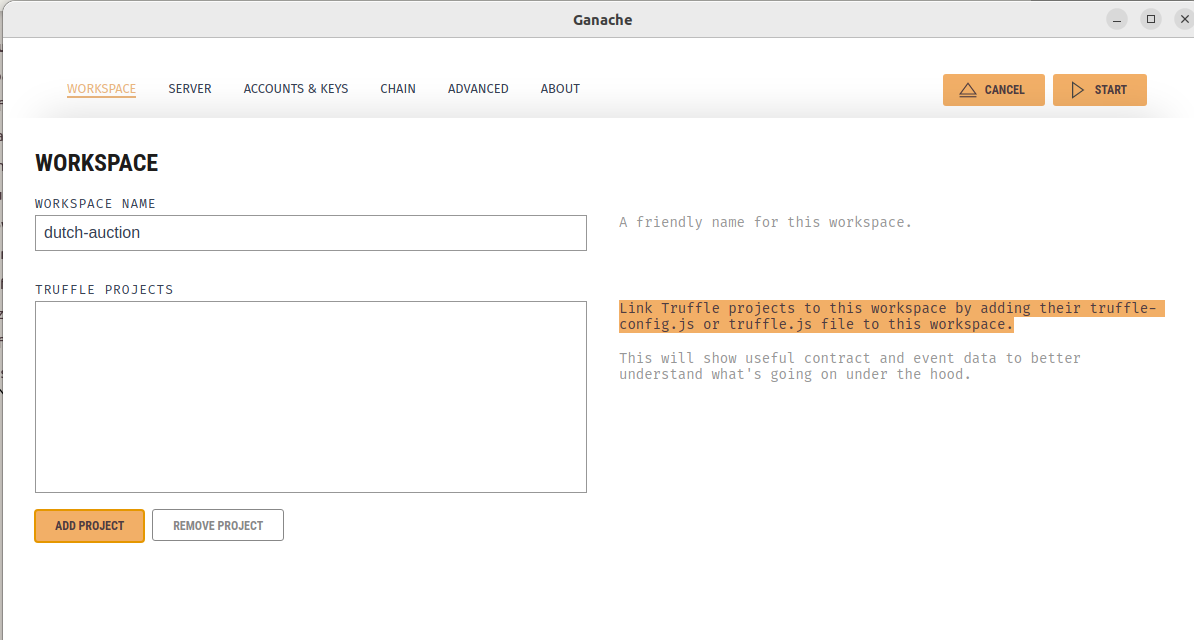 Ganache
WORKSPACE SERVER ACCOUNTS & KEYS CHAIN ADVANCED ABOUT CANCEL START
WORKSPACE
WORKSPACE NAME
dutch-auction
A friendly name for this workspace.
TRUFFLE PROJECTS
Link Truffle projects to this workspace by adding their truffle-
config.js or truffle.js file to this workspace.
This will show useful contract and event data to better
understand what's going on under the hood.
ADD PROJECT REMOVE PROJECT